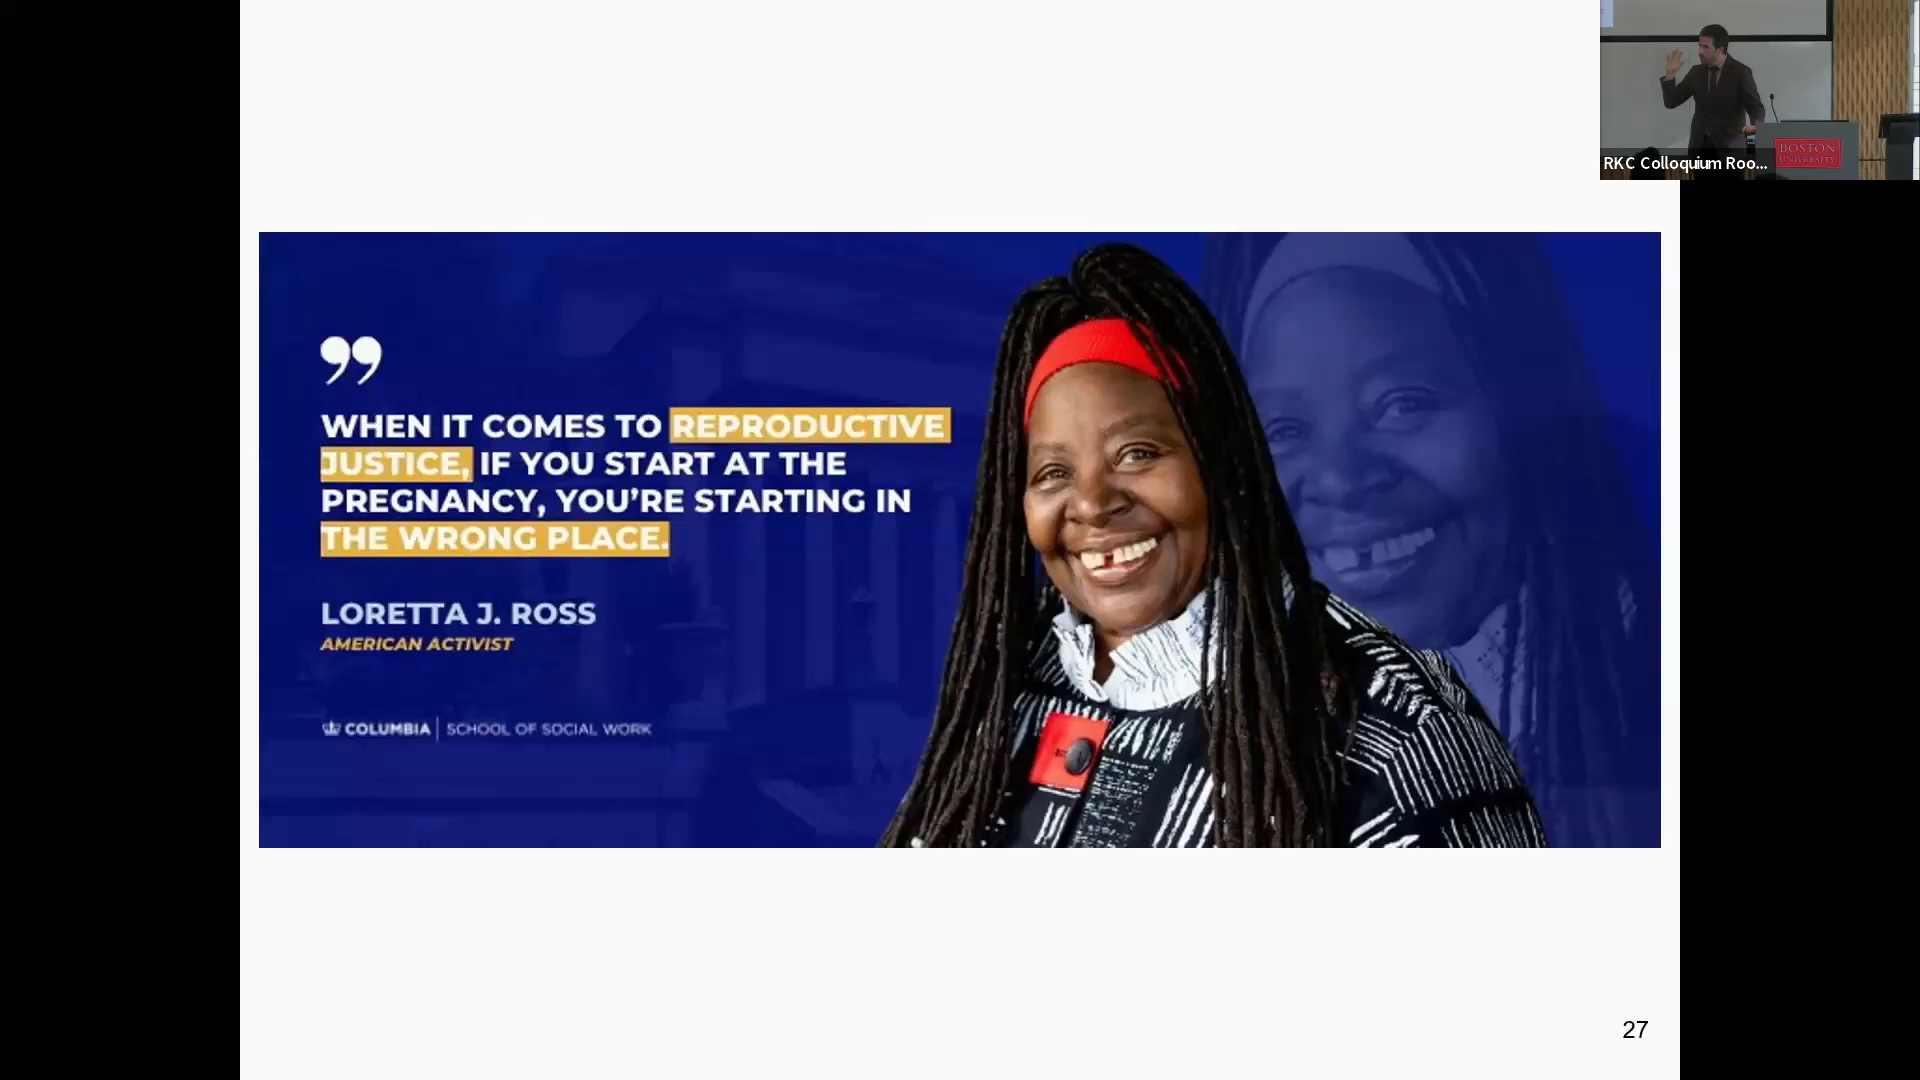 RKC Colloquium Roo...
BOSTON
UNIVERSITY
”
WHEN IT COMES TO REPRODUCTIVE
JUSTICE, IF YOU START AT THE
PREGNANCY, YOU’RE STARTING IN
THE WRONG PLACE.
LORETTA J. ROSS
AMERICAN ACTIVIST
COLUMBIA | SCHOOL OF SOCIAL WORK
27